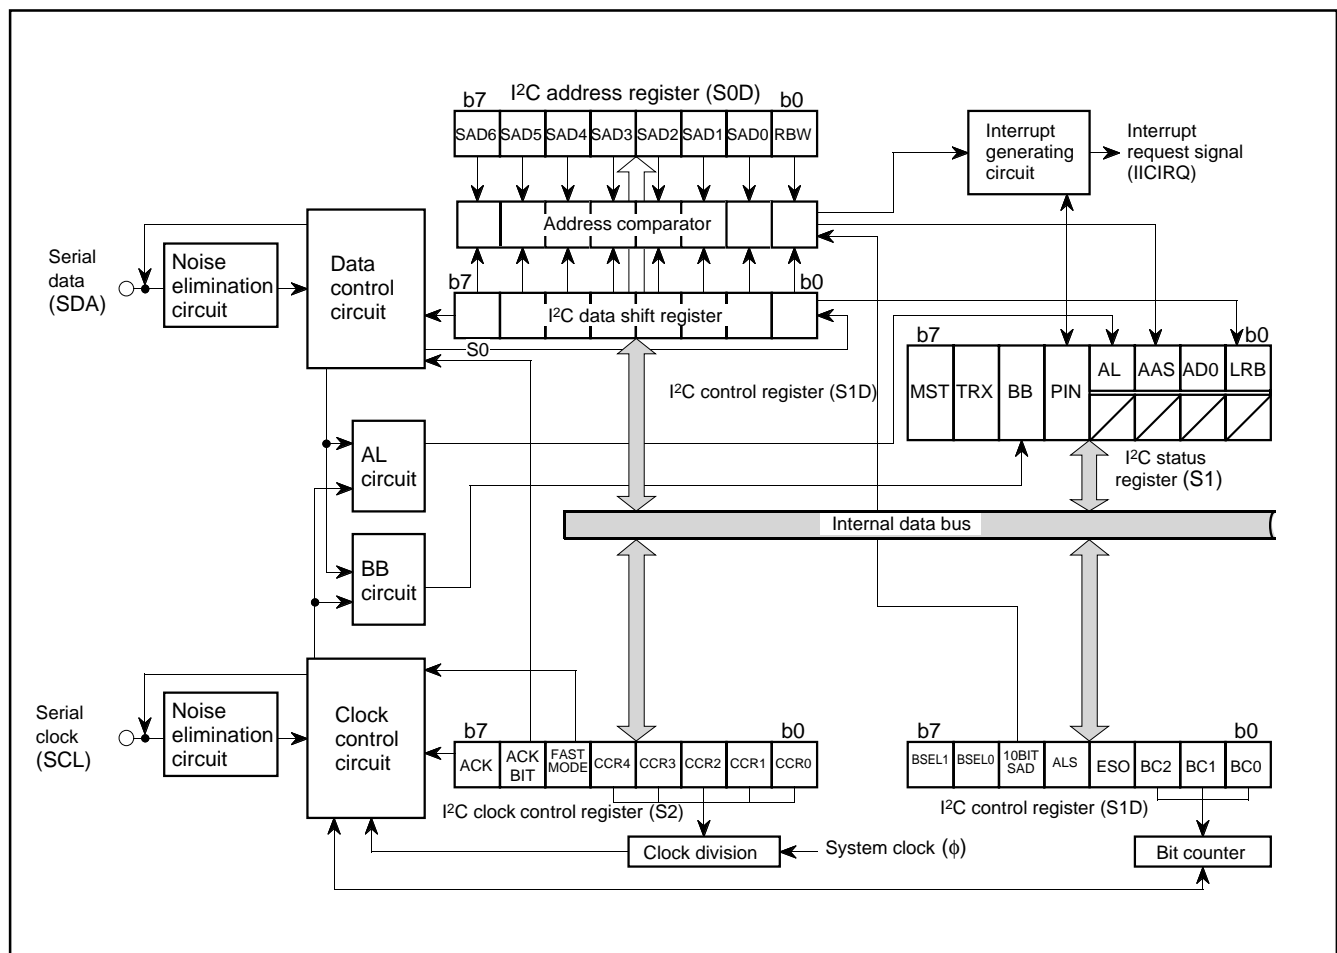 I2C address register (S0D)
b7
b0
SAD6 SAD5 SAD4 SAD3 SAD2 SAD1 SAD0 RBW
Interrupt
generating
circuit
Interrupt
request signal
(IICIRQ)
Address comparator
Serial
data
(SDA)
Noise
elimination
circuit
Data
control
circuit
b7
b0
I2C data shift register
S0
b7
b0
MST TRX BB PIN AL AAS AD0 LRB
I2C control register (S1D)
I2C status
register (S1)
AL
circuit
Internal data bus
BB
circuit
Serial
clock
(SCL)
Noise
elimination
circuit
Clock
control
circuit
b7
b0
ACK
ACK
BIT
FAST
MODE
CCR4 CCR3 CCR2 CCR1 CCR0
I2C clock control register (S2)
b7
b0
BSEL1 BSEL0
10BIT
SAD
ALS ESO BC2 BC1 BC0
I2C control register (S1D)
Clock division
System clock (ϕ)
Bit counter